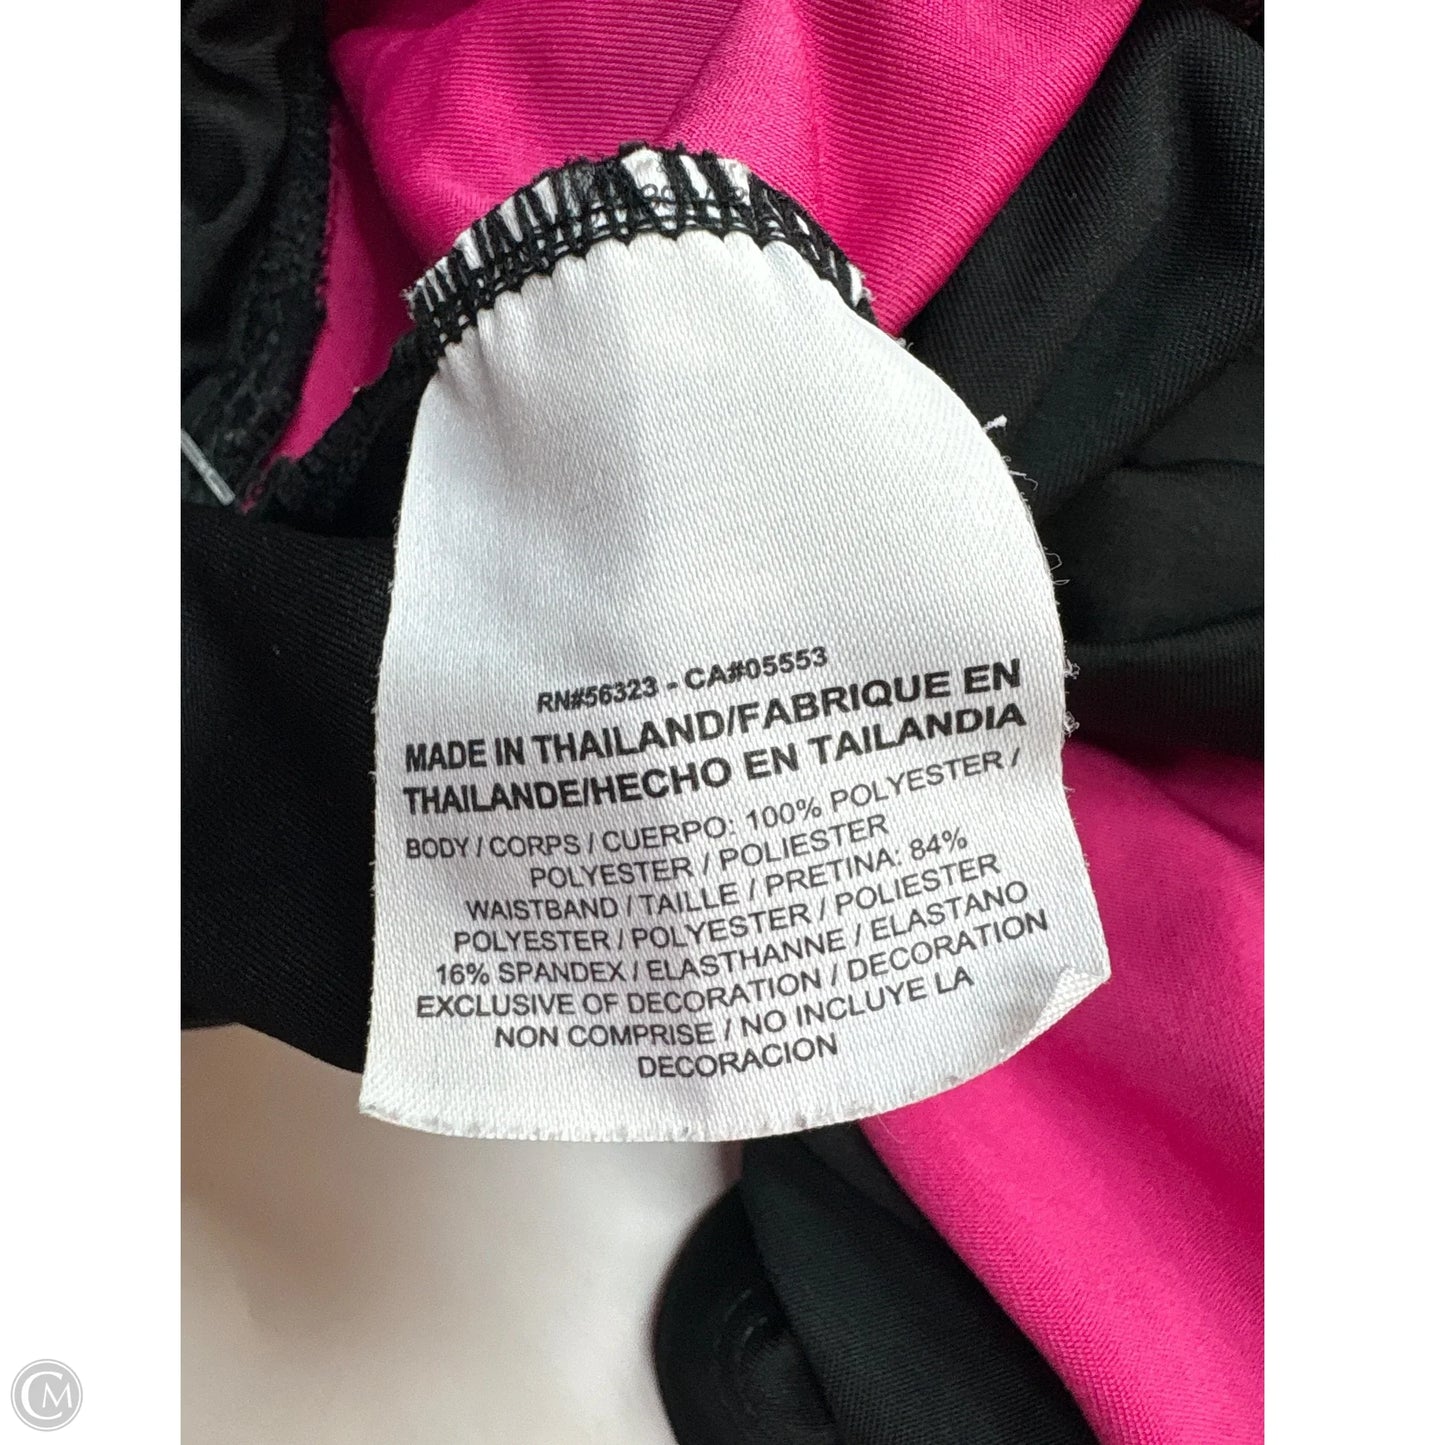 RN#56323 - CA#05553
MADE IN THAILAND/FABRIQUE EN
THAILANDE/HECHO EN TAILANDIA
BODY / CORPS / CUERPO: 100% POLYESTER /
POLYESTER / POLIESTER
WAISTBAND / TAILLE / PRETINA: 84%
POLYESTER / POLYESTER / POLIESTER
16% SPANDEX / ELASTHANNE / ELASTANO
EXCLUSIVE OF DECORATION / DECORATION
NON COMPRISE / NO INCLUYE LA
DECORACION
CM